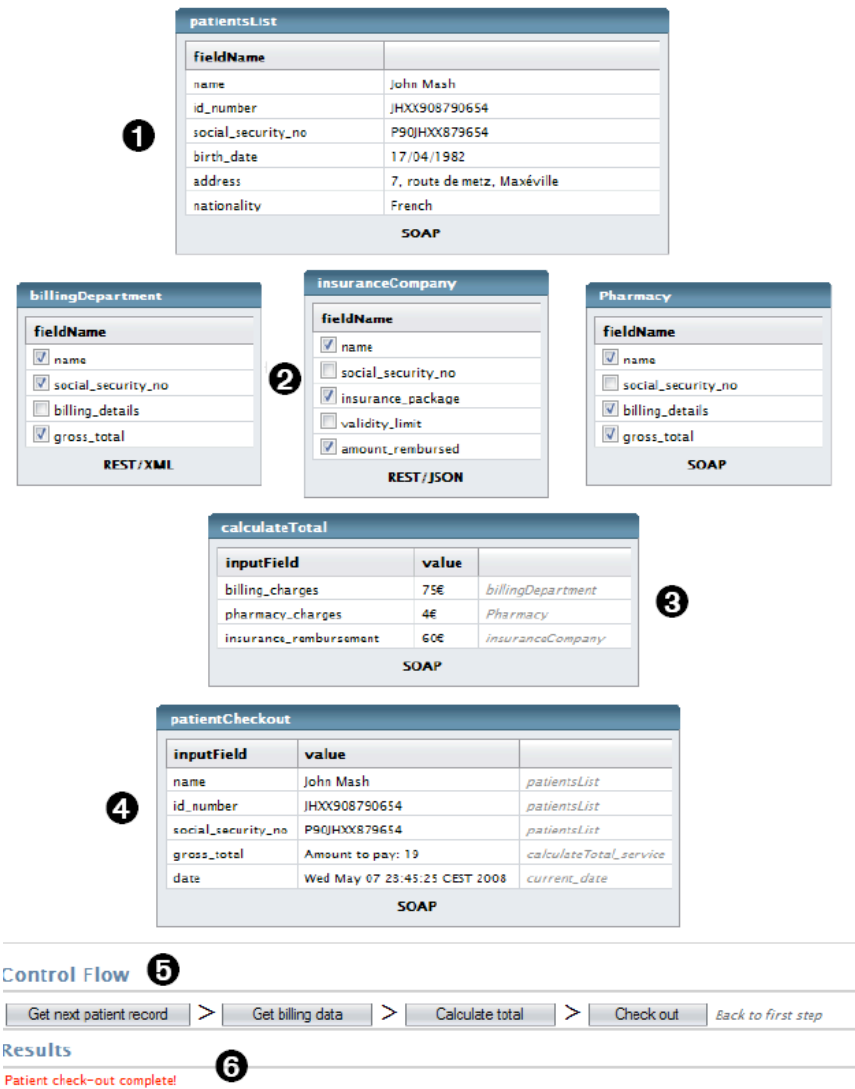 patientsList
fieldName
name John Mash
id_number JHXX908790654
social_security_no P90JHXX879654
birth_date 17/04/1982
address 7, route de metz, Maxéville
nationality French
SOAP
1
billingDepartment
fieldName
name
social_security_no
billing_details
gross_total
REST/XML
2
insuranceCompany
fieldName
name
social_security_no
insurance_package
validity_limit
amount_rembursed
REST/JSON
Pharmacy
fieldName
name
social_security_no
billing_details
gross_total
SOAP
calculateTotal
inputField value
billing_charges 75€ billingDepartment
pharmacy_charges 4€ Pharmacy
insurance_rembursement 60€ insuranceCompany
SOAP
3
patientCheckout
inputField value
name John Mash patientsList
id_number JHXX908790654 patientsList
social_security_no P90JHXX879654 patientsList
gross_total Amount to pay: 19 calculateTotal_service
date Wed May 07 23:45:25 CEST 2008 current_date
SOAP
4
Control Flow 5
Get next patient record > Get billing data > Calculate total > Check out Back to first step
Results
6
Patient check-out complete!